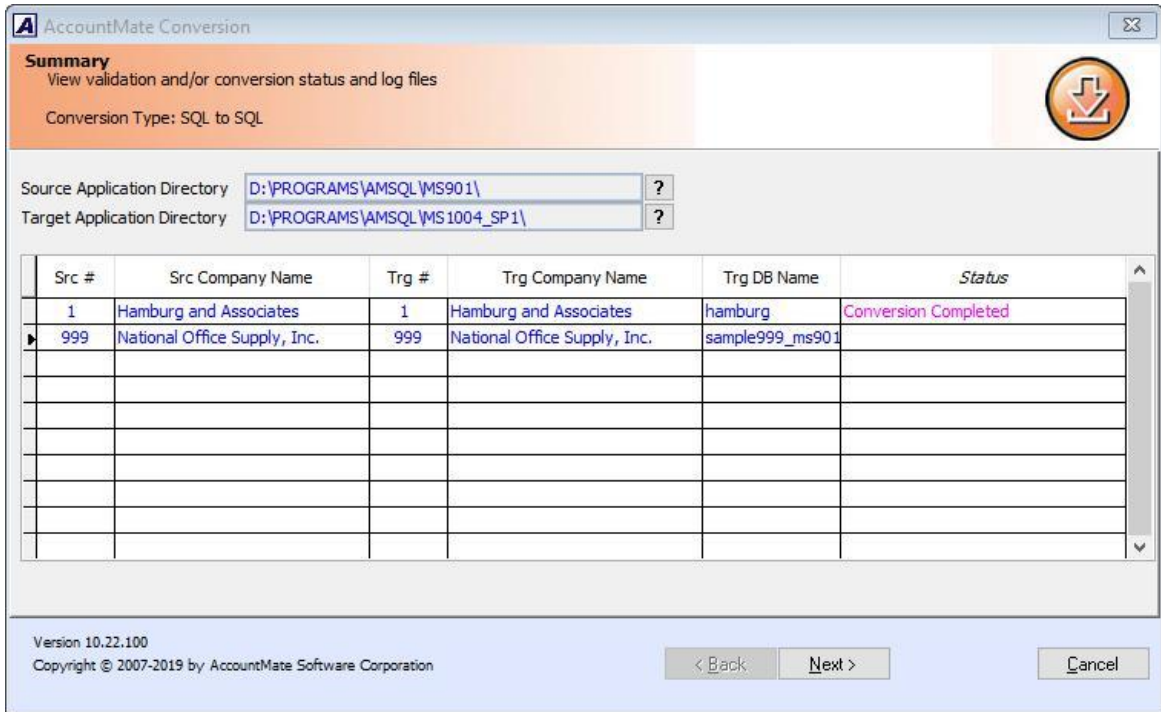 A AccountMate Conversion
Summary
View validation and/or conversion status and log files
Conversion Type: SQL to SQL
Source Application Directory D:\PROGRAMS\AMSQL\MS901\ ?
Target Application Directory D:\PROGRAMS\AMSQL\MS1004_SP1\ ?
Src # Src Company Name Trg # Trg Company Name Trg DB Name Status
1 Hamburg and Associates 1 Hamburg and Associates hamburg Conversion Completed
999 National Office Supply, Inc. 999 National Office Supply, Inc. sample999_ms901
Version 10.22.100
Copyright © 2007-2019 by AccountMate Software Corporation
< Back Next > Cancel